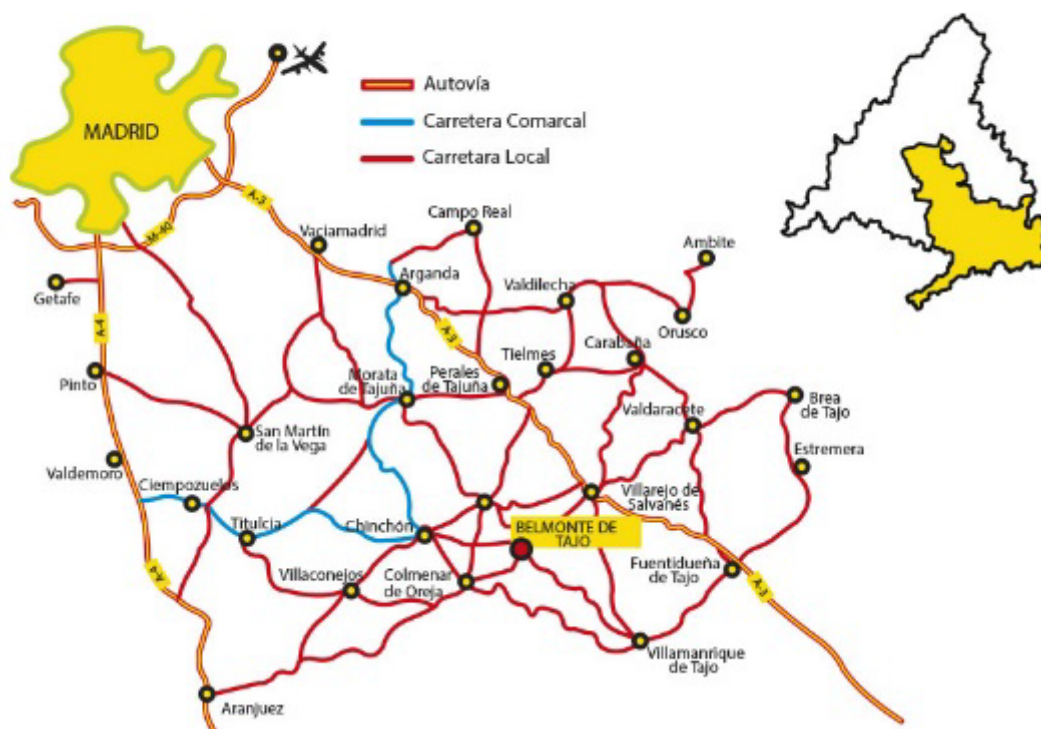 MADRID
Autovía
Carretera Comarcal
Carretara Local
A-3
M-40
Vaciamadrid
Campo Real
Ambite
Getafe
Arganda
Valdilecha
Orusco
A-4
A-3
Tielmes
Carabaña
Pinto
Morata
de Tajuña
Perales
de Tajuña
Brea
de Tajo
Valdaracete
San Martín
de la Vega
Estremera
Valdemoro
Ciempozuelos
Villarejo de
Salvanés
Titulcia
Chinchón
BELMONTE DE
TAJO
A-4
Villaconejos
Colmenar
de Oreja
Fuentidueña
de Tajo
A-3
Villamanrique
de Tajo
Aranjuez